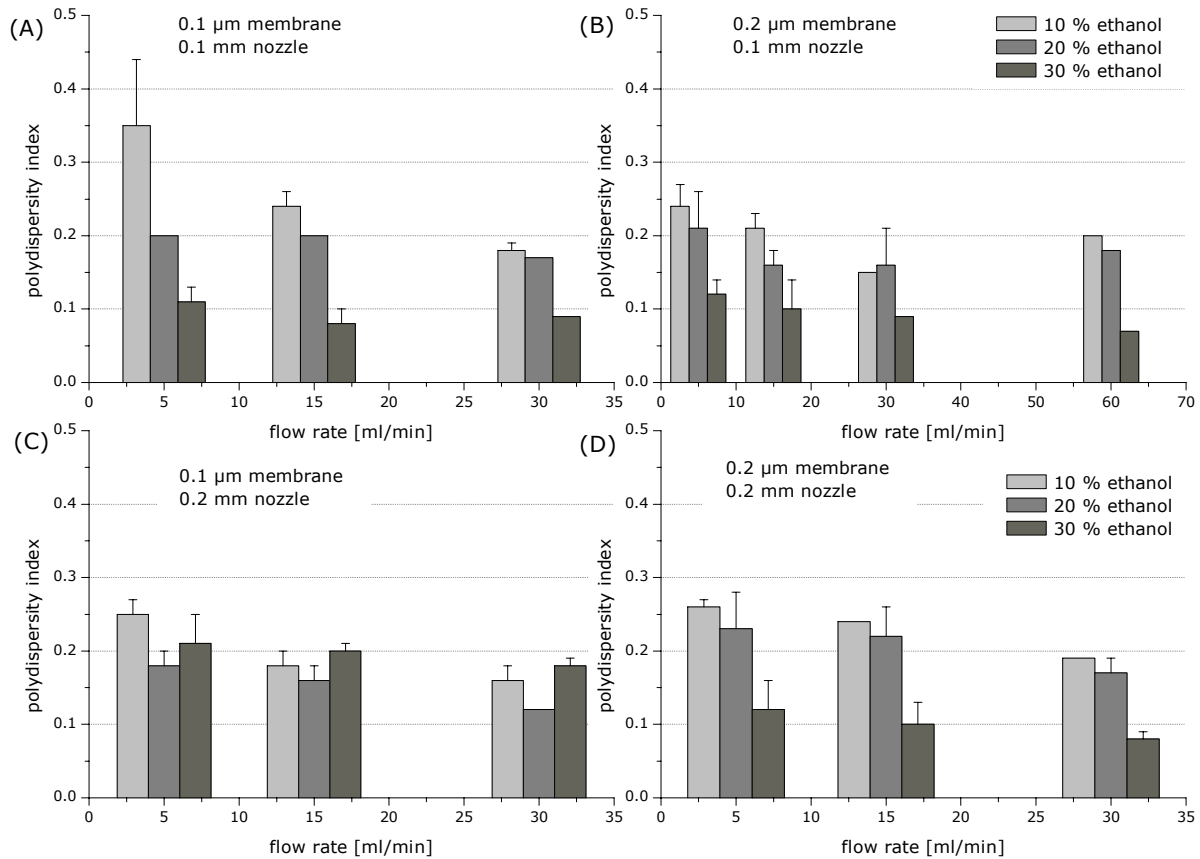 (A)
0.1 µm membrane
0.1 mm nozzle
polydispersity index
0.5
0.4
0.3
0.2
0.1
0.0
0 5 10 15 20 25 30 35
flow rate [ml/min]
(B)
0.2 µm membrane
0.1 mm nozzle
10 % ethanol
20 % ethanol
30 % ethanol
polydispersity index
0.5
0.4
0.3
0.2
0.1
0.0
0 10 20 30 40 50 60 70
flow rate [ml/min]
(C)
0.1 µm membrane
0.2 mm nozzle
polydispersity index
0.5
0.4
0.3
0.2
0.1
0.0
0 5 10 15 20 25 30 35
flow rate [ml/min]
(D)
0.2 µm membrane
0.2 mm nozzle
10 % ethanol
20 % ethanol
30 % ethanol
polydispersity index
0.5
0.4
0.3
0.2
0.1
0.0
0 5 10 15 20 25 30 35
flow rate [ml/min]